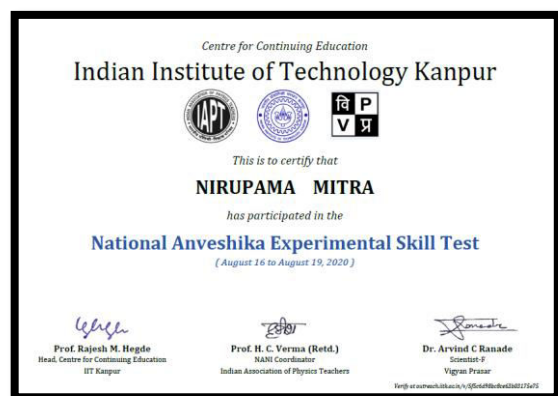 Centre for Continuing Education
Indian Institute of Technology Kanpur
IAPT
वि P
V प्र
This is to certify that
NIRUPAMA MITRA
has participated in the
National Anveshika Experimental Skill Test
( August 16 to August 19, 2020 )
Prof. Rajesh M. Hegde
Head, Centre for Continuing Education
IIT Kanpur
Prof. H. C. Verma (Retd.)
NANI Coordinator
Indian Association of Physics Teachers
Dr. Arvind C Ranade
Scientist-F
Vigyan Prasar